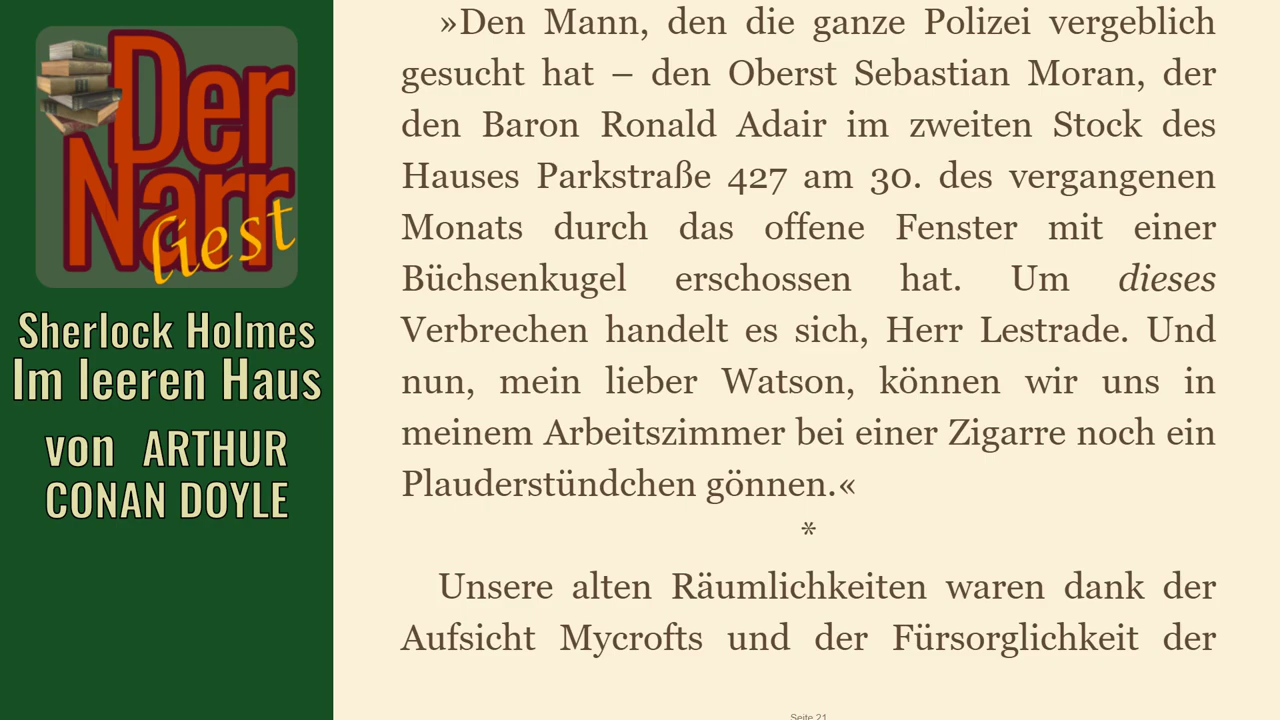 Der
Narr
liest
Sherlock Holmes
Im leeren Haus
von ARTHUR
CONAN DOYLE
»Den Mann, den die ganze Polizei vergeblich
gesucht hat – den Oberst Sebastian Moran, der
den Baron Ronald Adair im zweiten Stock des
Hauses Parkstraße 427 am 30. des vergangenen
Monats durch das offene Fenster mit einer
Büchsenkugel erschossen hat. Um dieses
Verbrechen handelt es sich, Herr Lestrade. Und
nun, mein lieber Watson, können wir uns in
meinem Arbeitszimmer bei einer Zigarre noch ein
Plauderstündchen gönnen.«
*
Unsere alten Räumlichkeiten waren dank der
Aufsicht Mycrofts und der Fürsorglichkeit der
Seite 21